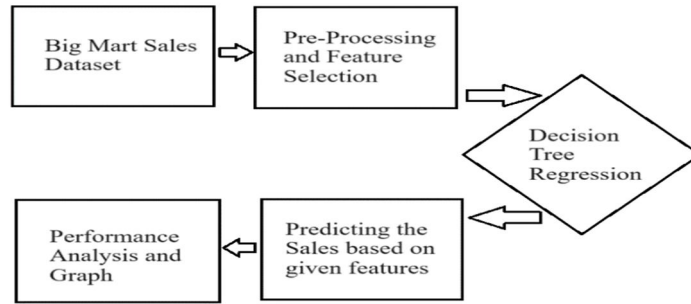 Big Mart Sales
Dataset
Pre-Processing
and Feature
Selection
Decision
Tree
Regression
Predicting the
Sales based on
given features
Performance
Analysis and
Graph